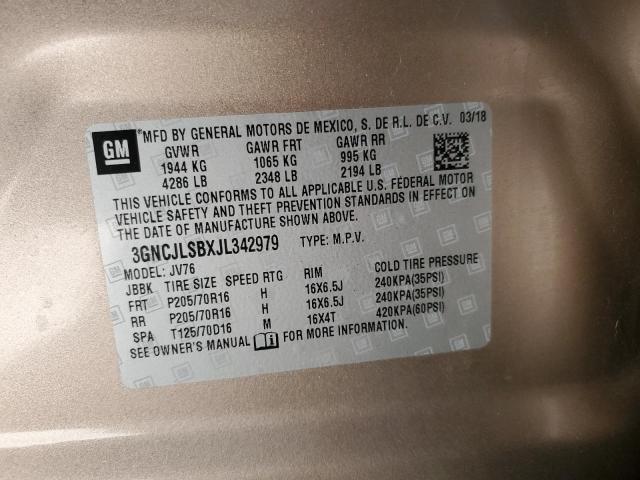 GM
*MFD BY GENERAL MOTORS DE MEXICO, S. DE R.L. DE C.V. 03/18
GVWR GAWR FRT GAWR RR
1944 KG 1065 KG 995 KG
4286 LB 2348 LB 2194 LB
THIS VEHICLE CONFORMS TO ALL APPLICABLE U.S. FEDERAL MOTOR
VEHICLE SAFETY AND THEFT PREVENTION STANDARDS IN EFFECT ON
THE DATE OF MANUFACTURE SHOWN ABOVE.
3GNCJLSBXJL342979 TYPE: M.P.V.
MODEL: JV76
JBBK TIRE SIZE SPEED RTG RIM COLD TIRE PRESSURE
FRT P205/70R16 H 16X6.5J 240KPA(35PSI)
RR P205/70R16 H 16X6.5J 240KPA(35PSI)
SPA T125/70D16 M 16X4T 420KPA(60PSI)
SEE OWNER'S MANUAL FOR MORE INFORMATION.